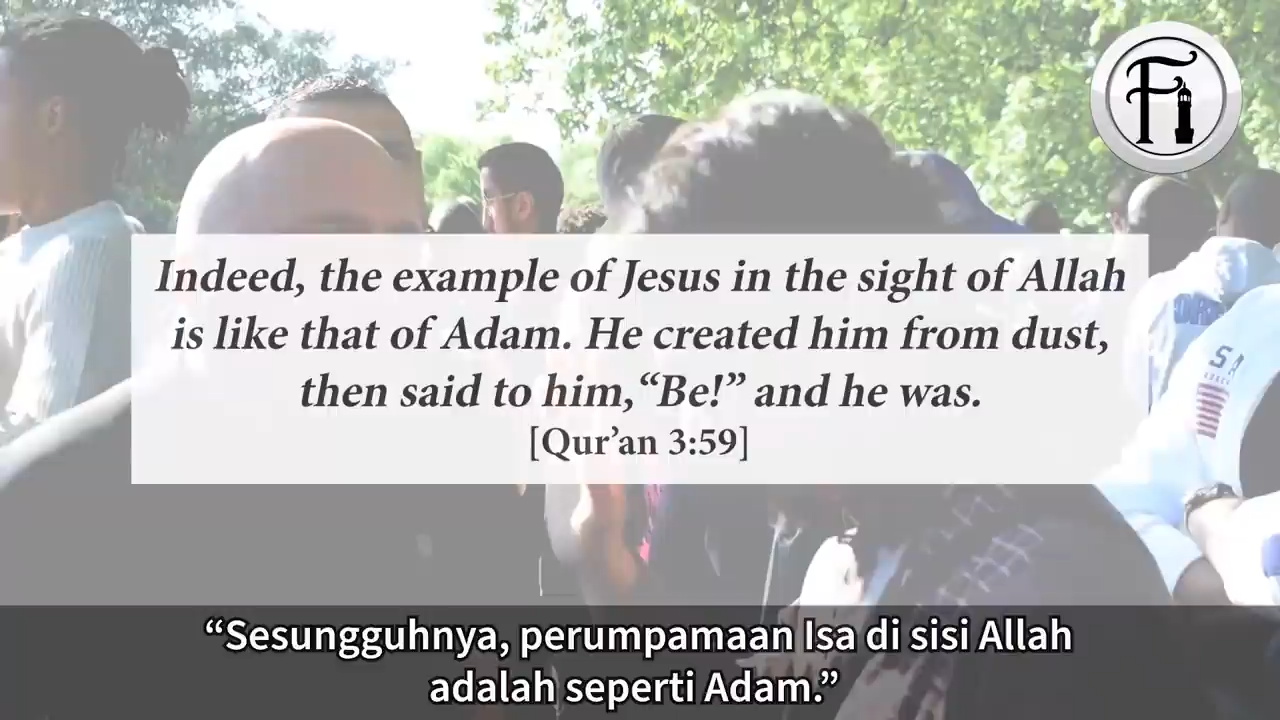 Fi
Indeed, the example of Jesus in the sight of Allah
is like that of Adam. He created him from dust,
then said to him, “Be!” and he was.
[Qur’an 3:59]
“Sesungguhnya, perumpamaan Isa di sisi Allah
adalah seperti Adam.”